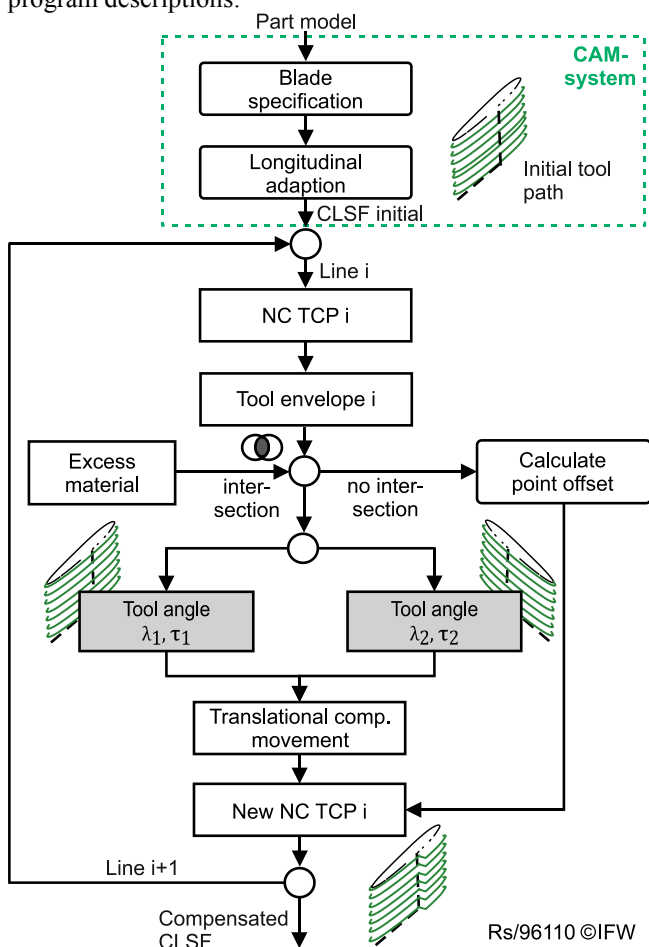 program descriptions.
Part model
CAM-
system
Blade
specification
Longitudinal
adaption
Initial tool
path
CLSF initial
Line i
NC TCP i
Tool envelope i
Excess
material
inter-
section
no inter-
section
Calculate
point offset
Tool angle
λ₁, τ₁
Tool angle
λ₂, τ₂
Translational comp.
movement
New NC TCP i
Line i+1
Compensated
CLSF
Rs/96110 ©IFW